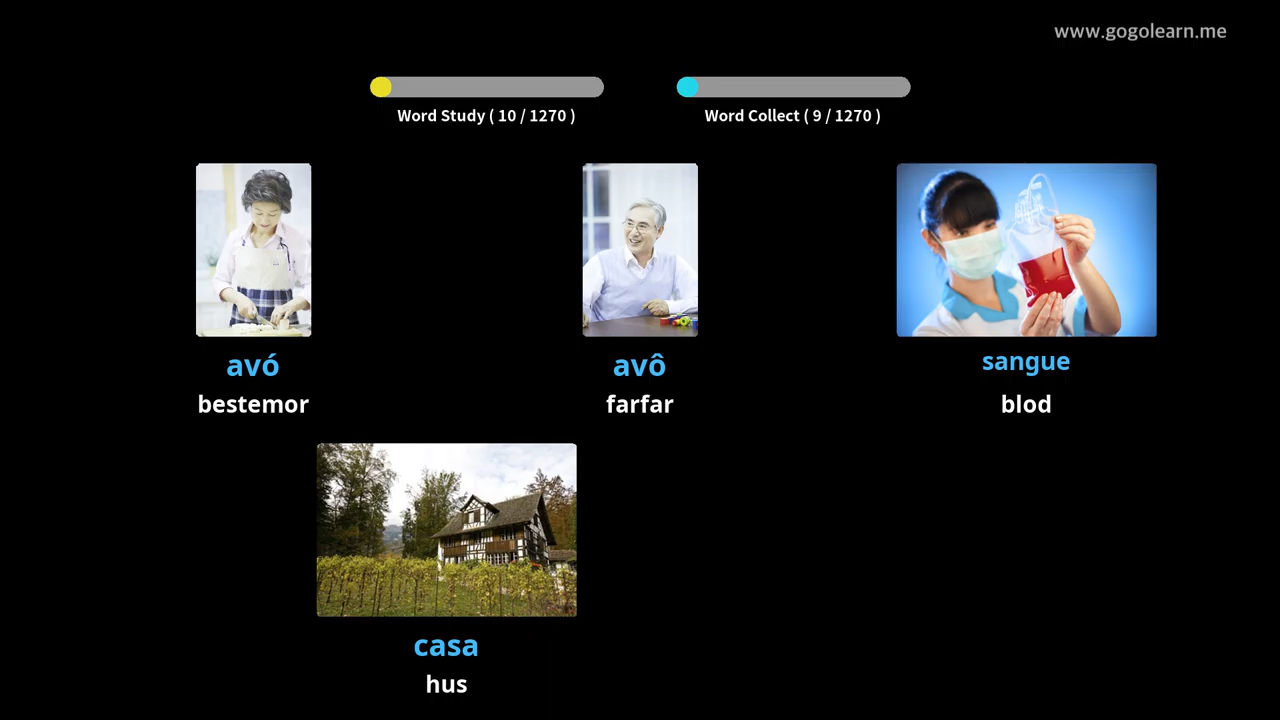 www.gogolearn.me
Word Study ( 10 / 1270 )
Word Collect ( 9 / 1270 )
avó
bestemor
avô
farfar
sangue
blod
casa
hus